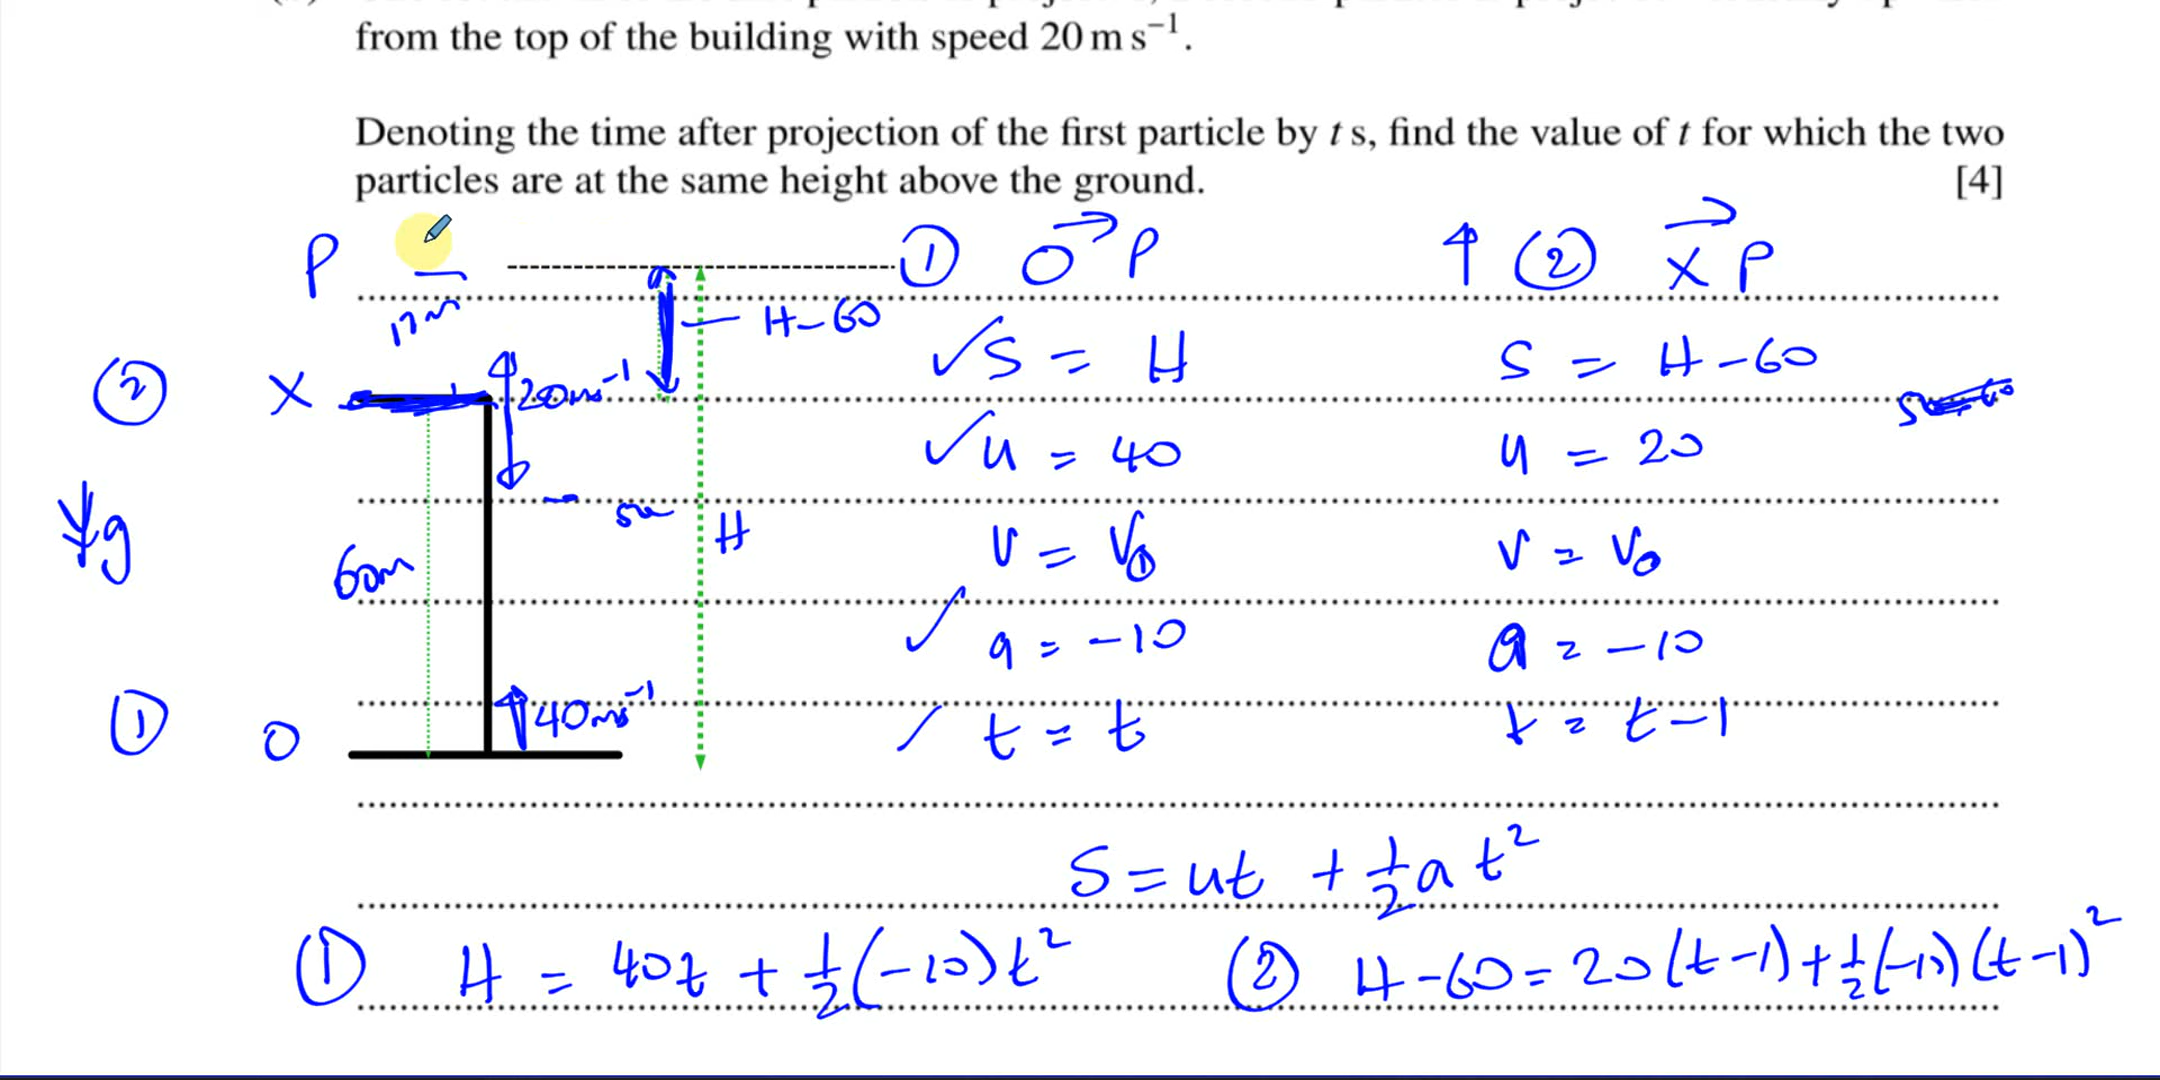 from the top of the building with speed 20 m s⁻¹.
Denoting the time after projection of the first particle by t s, find the value of t for which the two
particles are at the same height above the ground. [4]
P ① O→P ↑ ② X→P
H-60
✓S = H S = H-60
② X 20ms⁻¹
✓u = 40 u = 20
↓g H
v = V₀ v = V₀
60m
✓ a = -10 a = -10
① O 40ms⁻¹
✓ t = t t = t-1
S = ut + ½at²
① H = 40t + ½(-10)t² ② H-60 = 20(t-1)+½(-10)(t-1)²